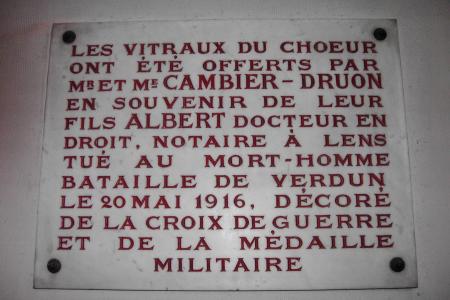 LES VITRAUX DU CHOEUR
ONT ÉTÉ OFFERTS PAR
MR ET ME CAMBIER-DRUON
EN SOUVENIR DE LEUR
FILS ALBERT DOCTEUR EN
DROIT, NOTAIRE À LENS
TUÉ AU MORT-HOMME
BATAILLE DE VERDUN
LE 20 MAI 1916, DÉCORÉ
DE LA CROIX DE GUERRE
ET DE LA MÉDAILLE
MILITAIRE